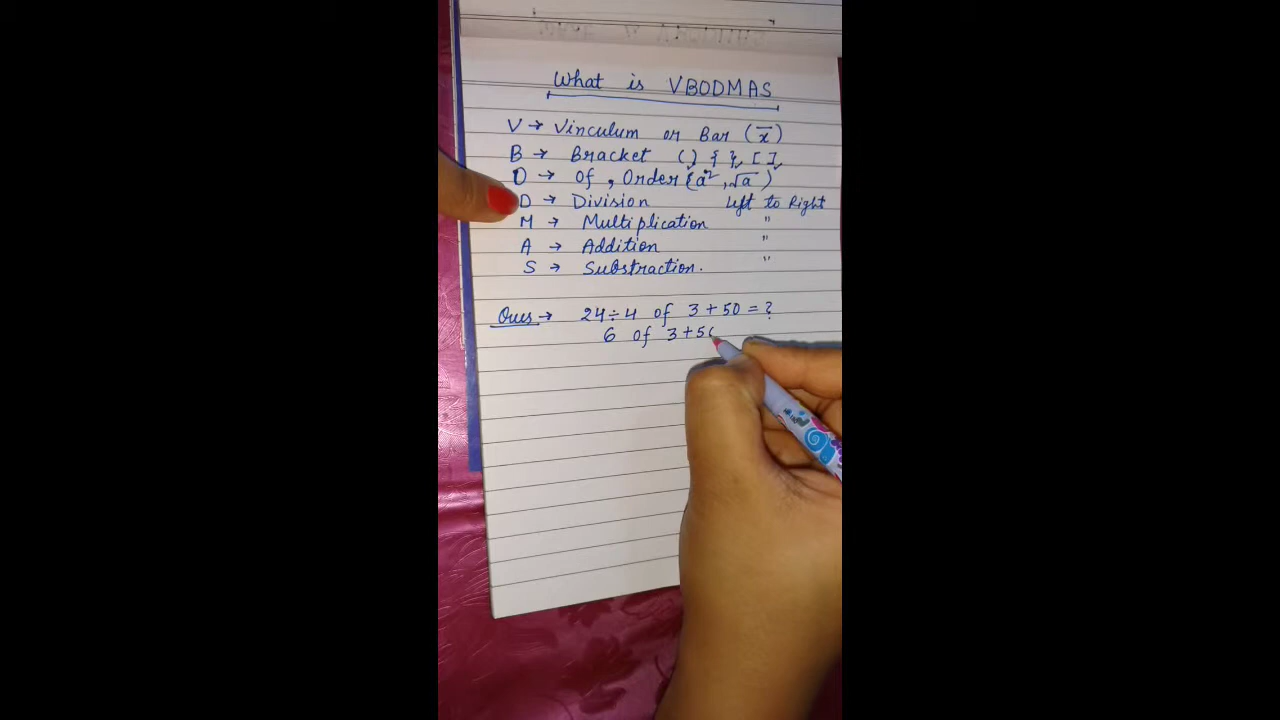 What is VBODMAS
V → Vinculum or Bar (x̅)
B → Bracket () { }, [ ],
O → Of, Order (a², √a)
D → Division Left to Right
M → Multiplication "
A → Addition "
S → Substraction. "
Ques → 24÷4 of 3+50=?
6 of 3+50